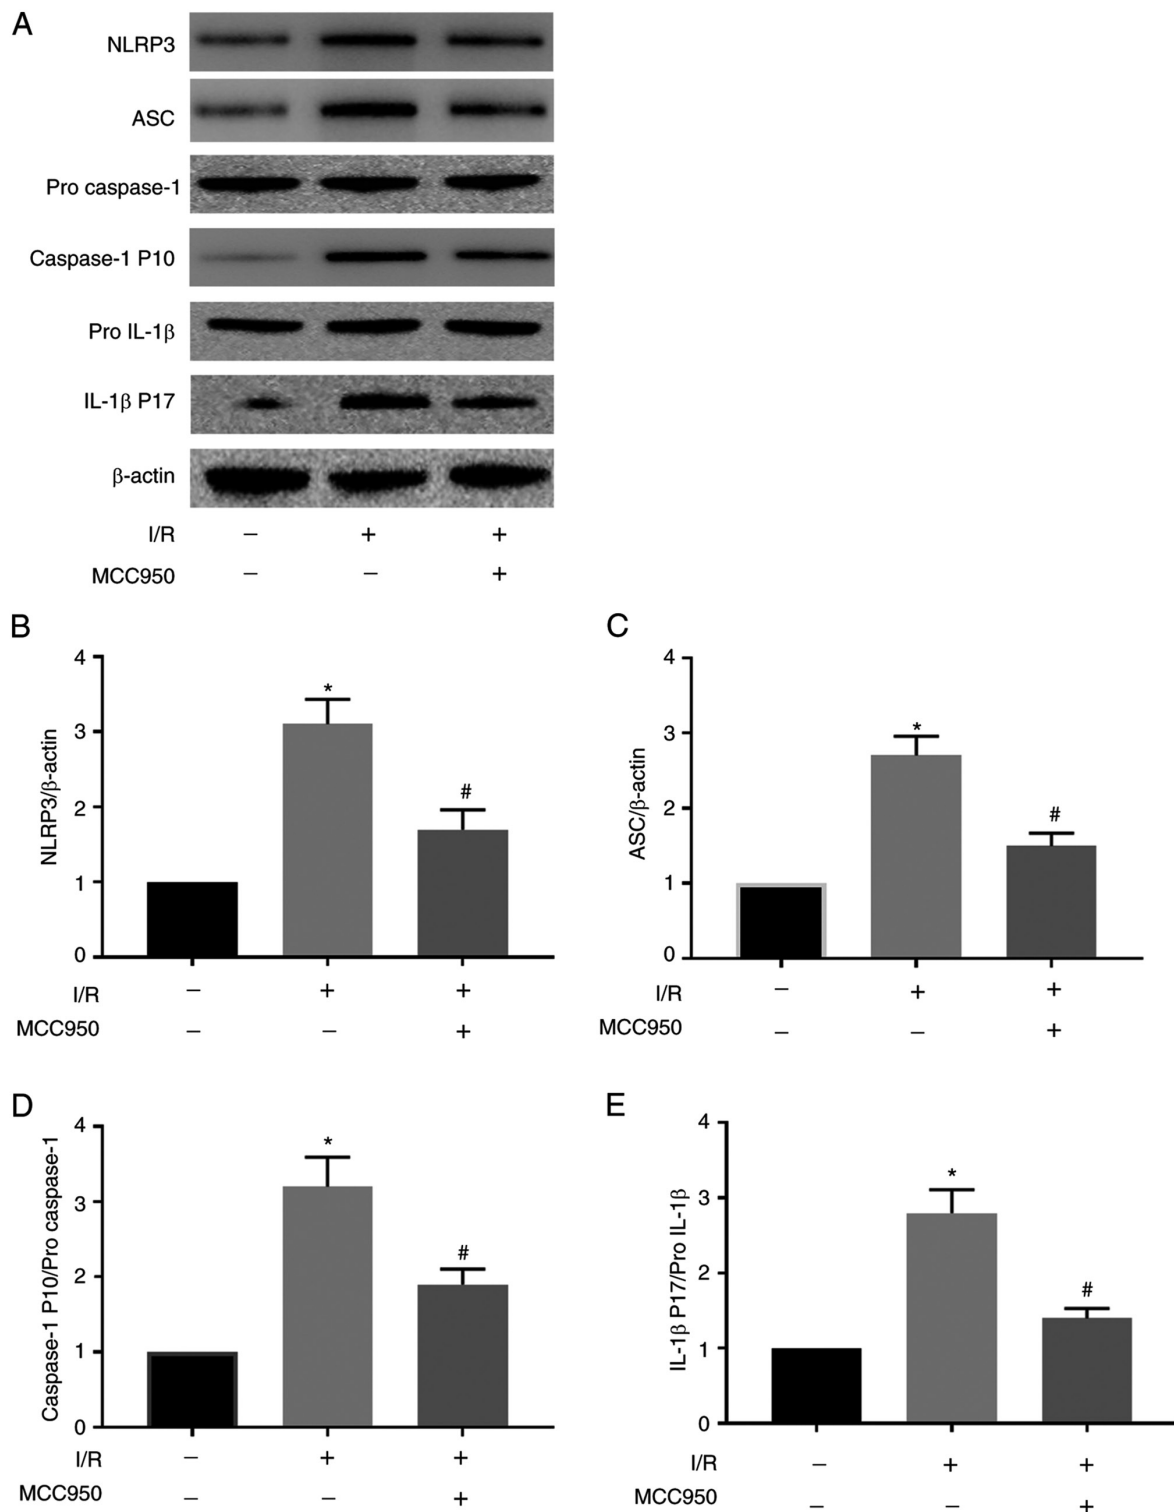 A
NLRP3
ASC
Pro caspase-1
Caspase-1 P10
Pro IL-1β
IL-1β P17
β-actin
I/R − + +
MCC950 − − +
B
NLRP3/β-actin
4
3
2
1
0
*
#
I/R − + +
MCC950 − − +
C
ASC/β-actin
4
3
2
1
0
*
#
I/R − + +
MCC950 − − +
D
Caspase-1 P10/Pro caspase-1
4
3
2
1
0
*
#
I/R − + +
MCC950 − − +
E
IL-1β P17/Pro IL-1β
4
3
2
1
0
*
#
I/R − + +
MCC950 − − +